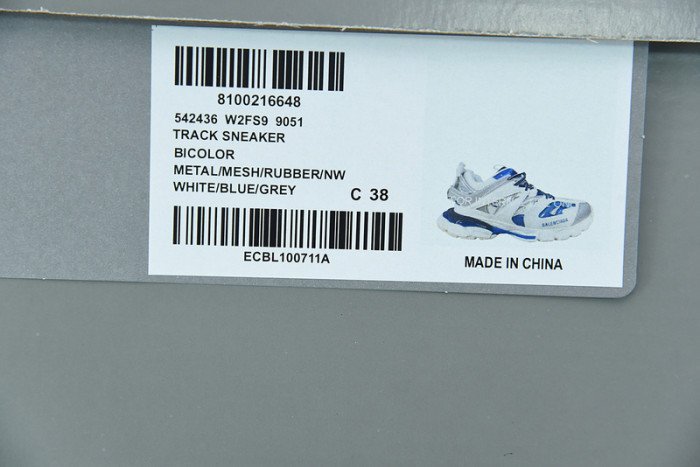 8100216648
542436 W2FS9 9051
TRACK SNEAKER
BICOLOR
METAL/MESH/RUBBER/NW
WHITE/BLUE/GREY
C 38
ECBL100711A
BALENCIAGA
MADE IN CHINA